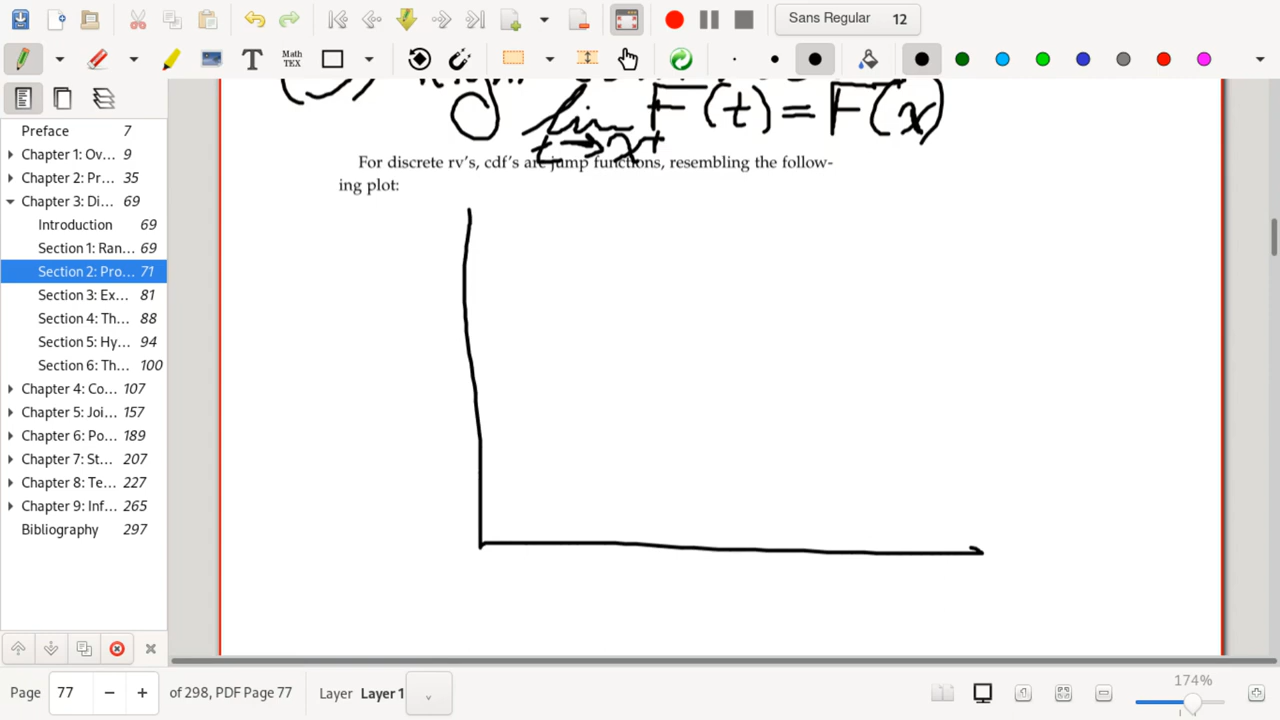 Sans Regular 12
Math
TEX
Preface 7
Chapter 1: Ov... 9
Chapter 2: Pr... 35
Chapter 3: Di... 69
Introduction 69
Section 1: Ran... 69
Section 2: Pro... 71
Section 3: Ex... 81
Section 4: Th... 88
Section 5: Hy... 94
Section 6: Th... 100
Chapter 4: Co... 107
Chapter 5: Joi... 157
Chapter 6: Po... 189
Chapter 7: St... 207
Chapter 8: Te... 227
Chapter 9: Inf... 265
Bibliography 297
lim F(t) = F(x)
t→x+
For discrete rv's, cdf's are jump functions, resembling the follow-
ing plot:
Page 77 of 298, PDF Page 77 Layer Layer 1
174%